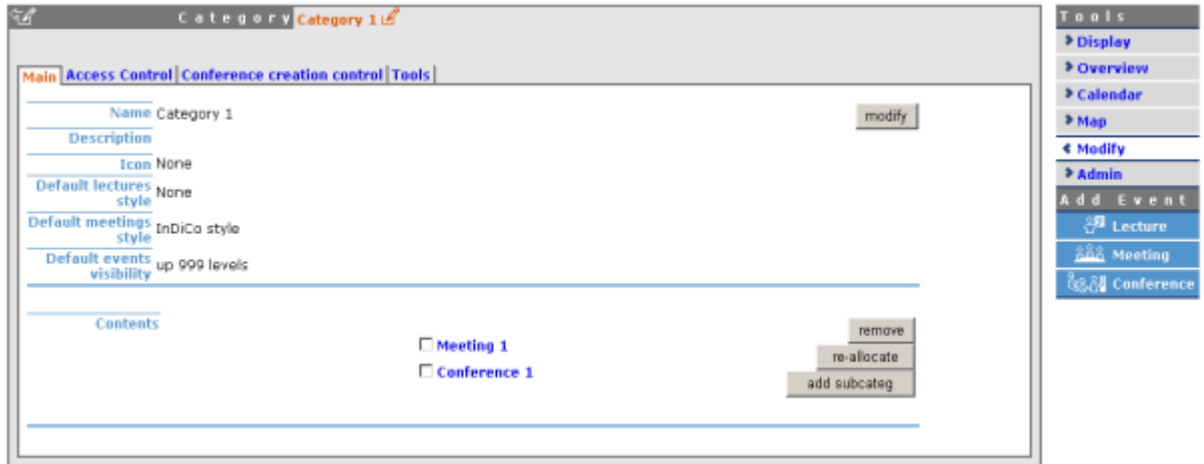 Category Category 1
Main Access Control Conference creation control Tools
Name Category 1
modify
Description
Icon None
Default lectures
style None
Default meetings
style InDiCo style
Default events
visibility up 999 levels
Contents
Meeting 1
Conference 1
remove
re-allocate
add subcateg
Tools
Display
Overview
Calendar
Map
Modify
Admin
Add Event
Lecture
Meeting
Conference